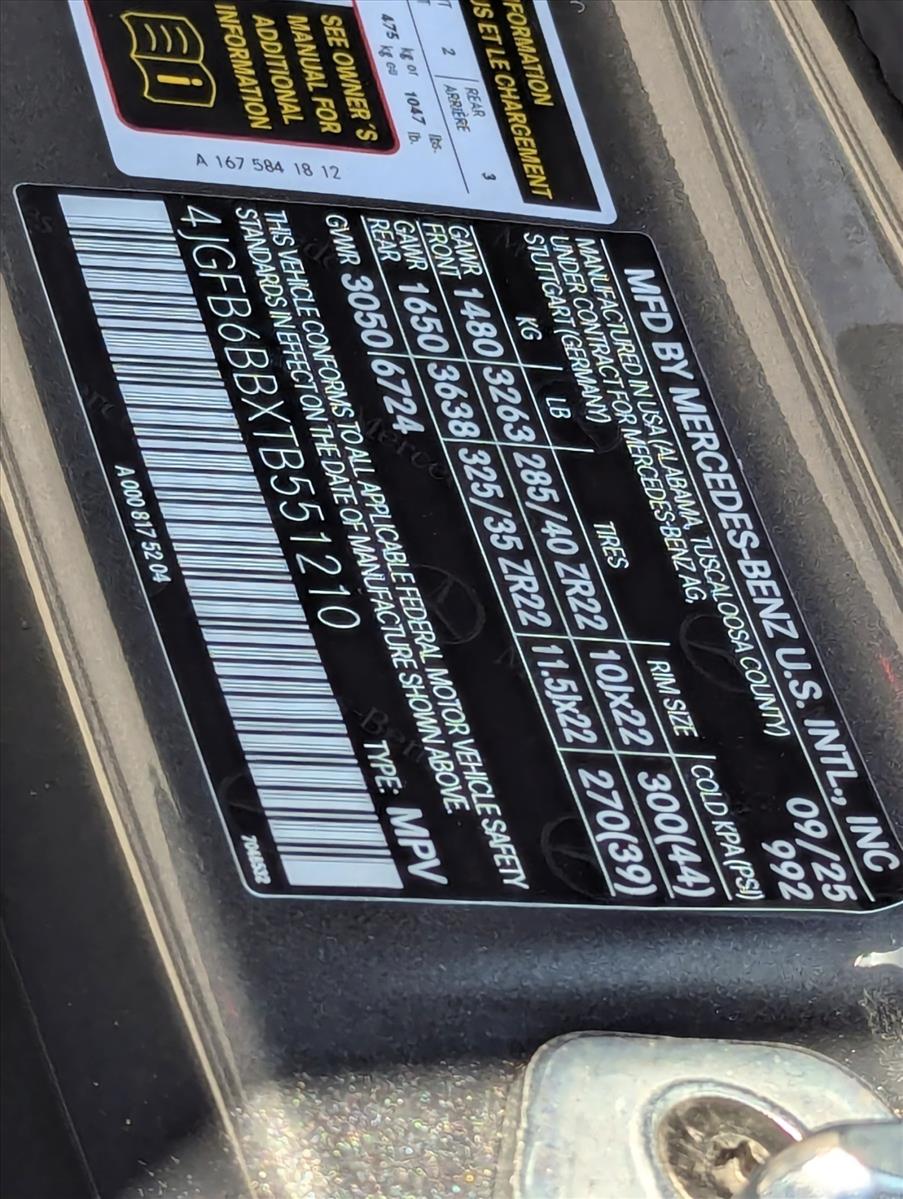 NFORMATION
US ET LE CHARGEMENT
2 REAR ARRIÈRE 3
kg or 1047 lbs.
475 kg ou lb.
SEE OWNER'S
MANUAL FOR
ADDITIONAL
INFORMATION
A 167 584 18 12
MFD BY MERCEDES-BENZ U.S. INTL., INC
MANUFACTURED IN USA (ALABAMA, TUSCALOOSA COUNTY) 09/25
UNDER CONTRACT FOR MERCEDES-BENZ AG, 992
STUTTGART (GERMANY)
KG LB TIRES RIM SIZE COLD KPA (PSI)
GAWR FRONT 1480 3263 285/40 ZR22 10Jx22 300(44)
GAWR REAR 1650 3638 325/35 ZR22 11.5Jx22 270(39)
GVWR 3050 6724
THIS VEHICLE CONFORMS TO ALL APPLICABLE FEDERAL MOTOR VEHICLE SAFETY
STANDARDS IN EFFECT ON THE DATE OF MANUFACTURE SHOWN ABOVE.
4JGFB6BBXTB551210 TYPE: MPV
A 000 817 52 04 7048532